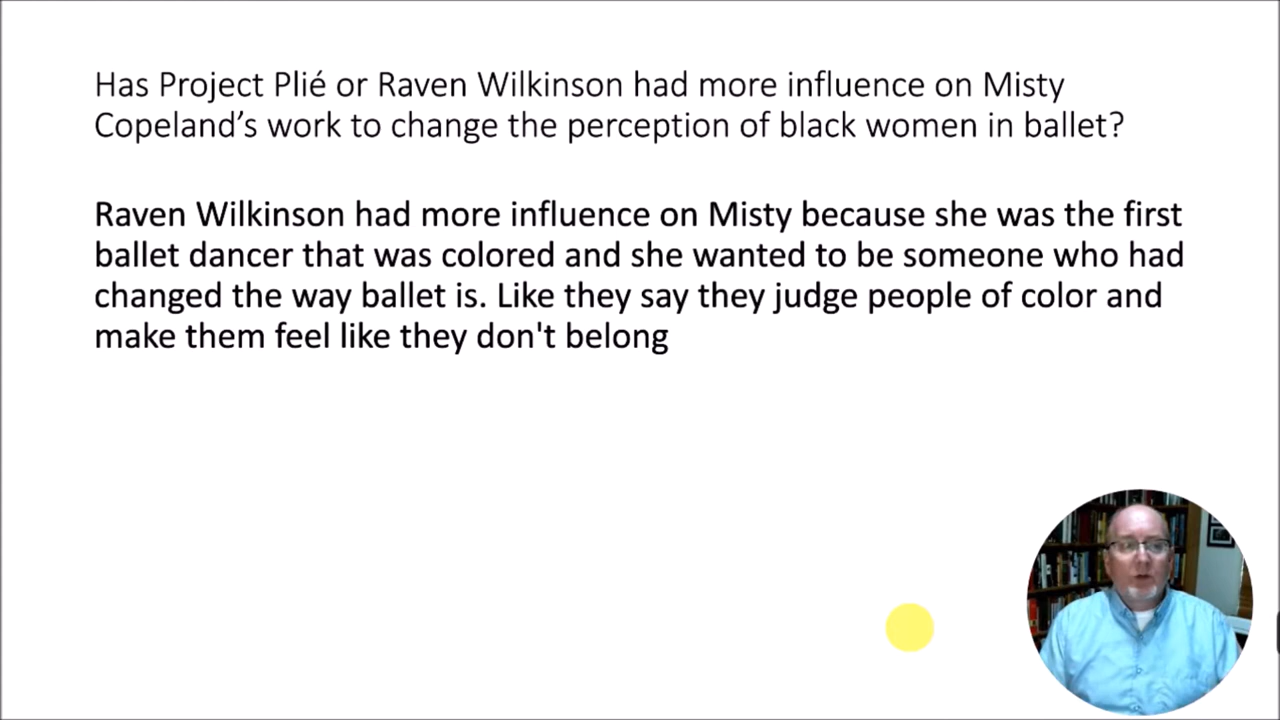 Has Project Plié or Raven Wilkinson had more influence on Misty
Copeland’s work to change the perception of black women in ballet?
Raven Wilkinson had more influence on Misty because she was the first
ballet dancer that was colored and she wanted to be someone who had
changed the way ballet is. Like they say they judge people of color and
make them feel like they don't belong